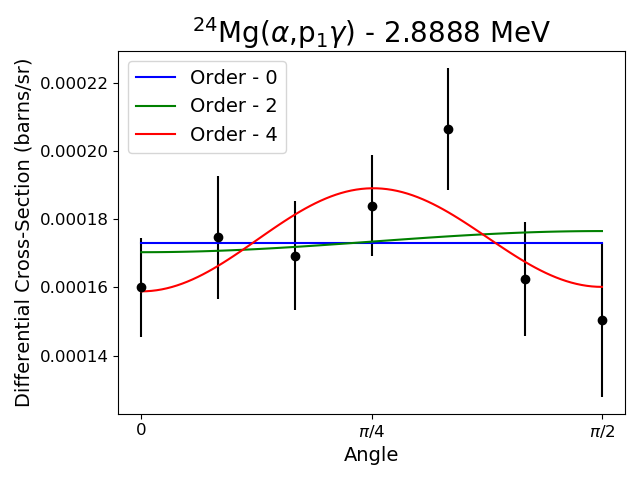 ²⁴Mg(α,p₁γ) - 2.8888 MeV
Order - 0
Order - 2
Order - 4
Differential Cross-Section (barns/sr)
0.00022
0.00020
0.00018
0.00016
0.00014
0
π/4
π/2
Angle